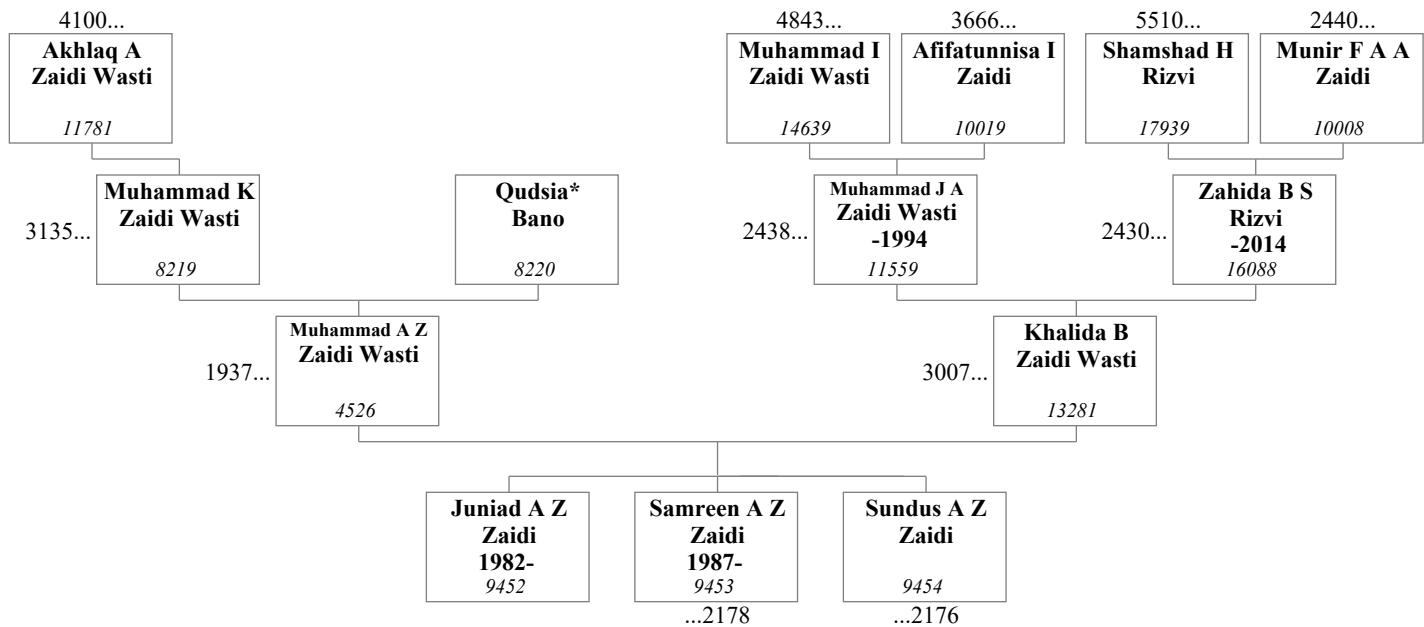 4100...
Akhlaq A
Zaidi Wasti
11781
4843...
Muhammad I
Zaidi Wasti
14639
3666...
Afifatunnisa I
Zaidi
10019
5510...
Shamshad H
Rizvi
17939
2440...
Munir F A A
Zaidi
10008
3135...
Muhammad K
Zaidi Wasti
8219
Qudsia*
Bano
8220
2438...
Muhammad J A
Zaidi Wasti
-1994
11559
2430...
Zahida B S
Rizvi
-2014
16088
1937...
Muhammad A Z
Zaidi Wasti
4526
3007...
Khalida B
Zaidi Wasti
13281
Juniad A Z
Zaidi
1982-
9452
Samreen A Z
Zaidi
1987-
9453
...2178
Sundus A Z
Zaidi
9454
...2176